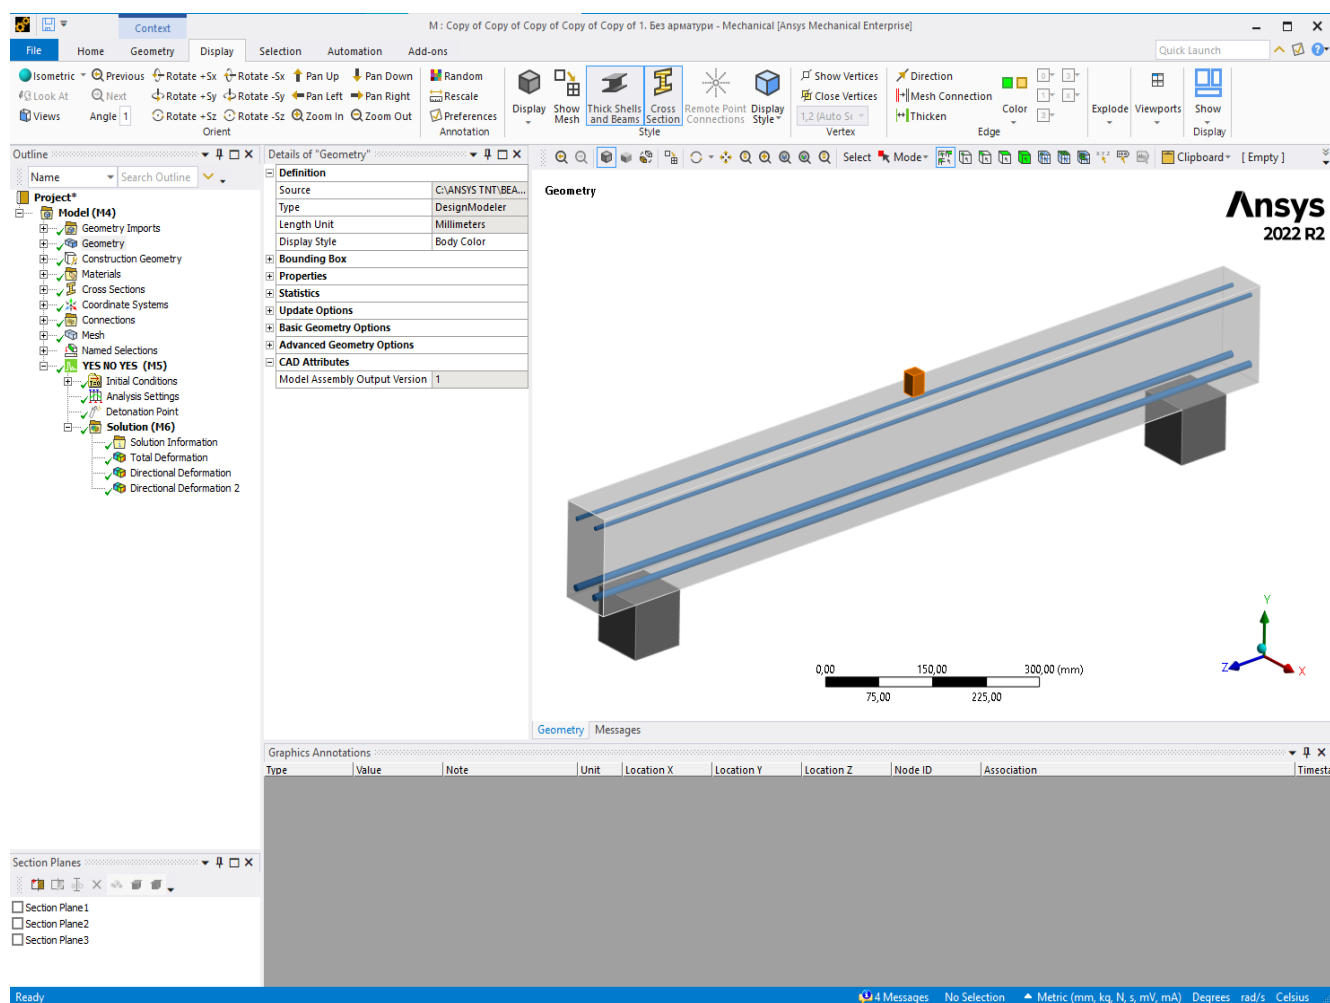 Context
M : Copy of Copy of Copy of Copy of Copy of 1. Без арматури - Mechanical [Ansys Mechanical Enterprise]
File Home Geometry Display Selection Automation Add-ons Quick Launch
Isometric Previous Rotate +Sx Rotate -Sx Pan Up Pan Down Random Show Vertices Direction
Look At Next Rotate +Sy Rotate -Sy Pan Left Pan Right Rescale Close Vertices Mesh Connection
Views Angle 1 Rotate +Sz Rotate -Sz Zoom In Zoom Out Preferences 1,2 (Auto Sc Thicken
Display Show Mesh Thick Shells and Beams Cross Section Remote Point Connections Display Style Color Explode Viewports Show
Orient Annotation Style Vertex Edge Display
Outline
Name Search Outline
Project*
Model (M4)
Geometry Imports
Geometry
Construction Geometry
Materials
Cross Sections
Coordinate Systems
Connections
Mesh
Named Selections
YES NO YES (M5)
Initial Conditions
Analysis Settings
Detonation Point
Solution (M6)
Solution Information
Total Deformation
Directional Deformation
Directional Deformation 2
Details of "Geometry"
Definition
Source C:\ANSYS TNT\BEA...
Type DesignModeler
Length Unit Millimeters
Display Style Body Color
Bounding Box
Properties
Statistics
Update Options
Basic Geometry Options
Advanced Geometry Options
CAD Attributes
Model Assembly Output Version 1
Select Mode Clipboard [ Empty ]
Geometry
Ansys
2022 R2
Y
Z
X
0,00 150,00 300,00 (mm)
75,00 225,00
Geometry Messages
Graphics Annotations
Type Value Note Unit Location X Location Y Location Z Node ID Association Timesta
Section Planes
Section Plane1
Section Plane2
Section Plane3
Ready 4 Messages No Selection Metric (mm, kg, N, s, mV, mA) Degrees rad/s Celsius